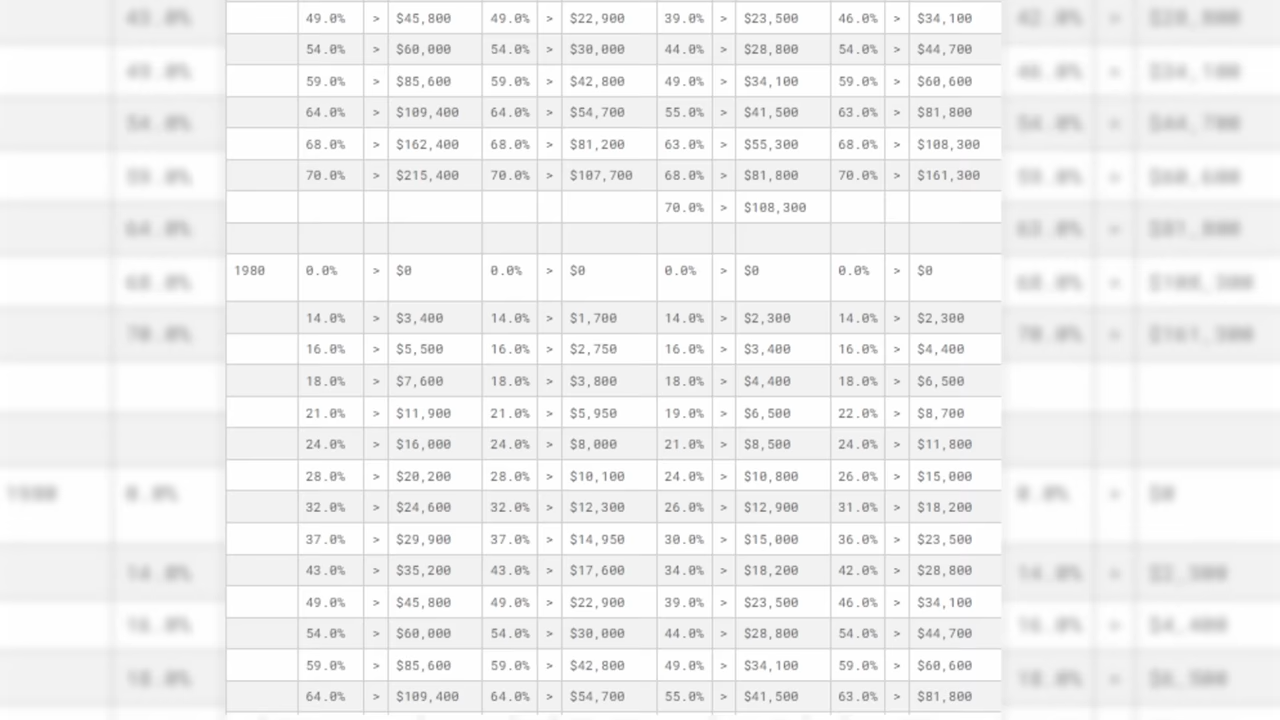 49.0% > $45,800 49.0% > $22,900 39.0% > $23,500 46.0% > $34,100
54.0% > $60,000 54.0% > $30,000 44.0% > $28,800 54.0% > $44,700
59.0% > $85,600 59.0% > $42,800 49.0% > $34,100 59.0% > $60,600
64.0% > $109,400 64.0% > $54,700 55.0% > $41,500 63.0% > $81,800
68.0% > $162,400 68.0% > $81,200 63.0% > $55,300 68.0% > $108,300
70.0% > $215,400 70.0% > $107,700 68.0% > $81,800 70.0% > $161,300
70.0% > $108,300
1980 0.0% > $0 0.0% > $0 0.0% > $0 0.0% > $0
14.0% > $3,400 14.0% > $1,700 14.0% > $2,300 14.0% > $2,300
16.0% > $5,500 16.0% > $2,750 16.0% > $3,400 16.0% > $4,400
18.0% > $7,600 18.0% > $3,800 18.0% > $4,400 18.0% > $6,500
21.0% > $11,900 21.0% > $5,950 19.0% > $6,500 22.0% > $8,700
24.0% > $16,000 24.0% > $8,000 21.0% > $8,500 24.0% > $11,800
28.0% > $20,200 28.0% > $10,100 24.0% > $10,800 26.0% > $15,000
32.0% > $24,600 32.0% > $12,300 26.0% > $12,900 31.0% > $18,200
37.0% > $29,900 37.0% > $14,950 30.0% > $15,000 36.0% > $23,500
43.0% > $35,200 43.0% > $17,600 34.0% > $18,200 42.0% > $28,800
49.0% > $45,800 49.0% > $22,900 39.0% > $23,500 46.0% > $34,100
54.0% > $60,000 54.0% > $30,000 44.0% > $28,800 54.0% > $44,700
59.0% > $85,600 59.0% > $42,800 49.0% > $34,100 59.0% > $60,600
64.0% > $109,400 64.0% > $54,700 55.0% > $41,500 63.0% > $81,800